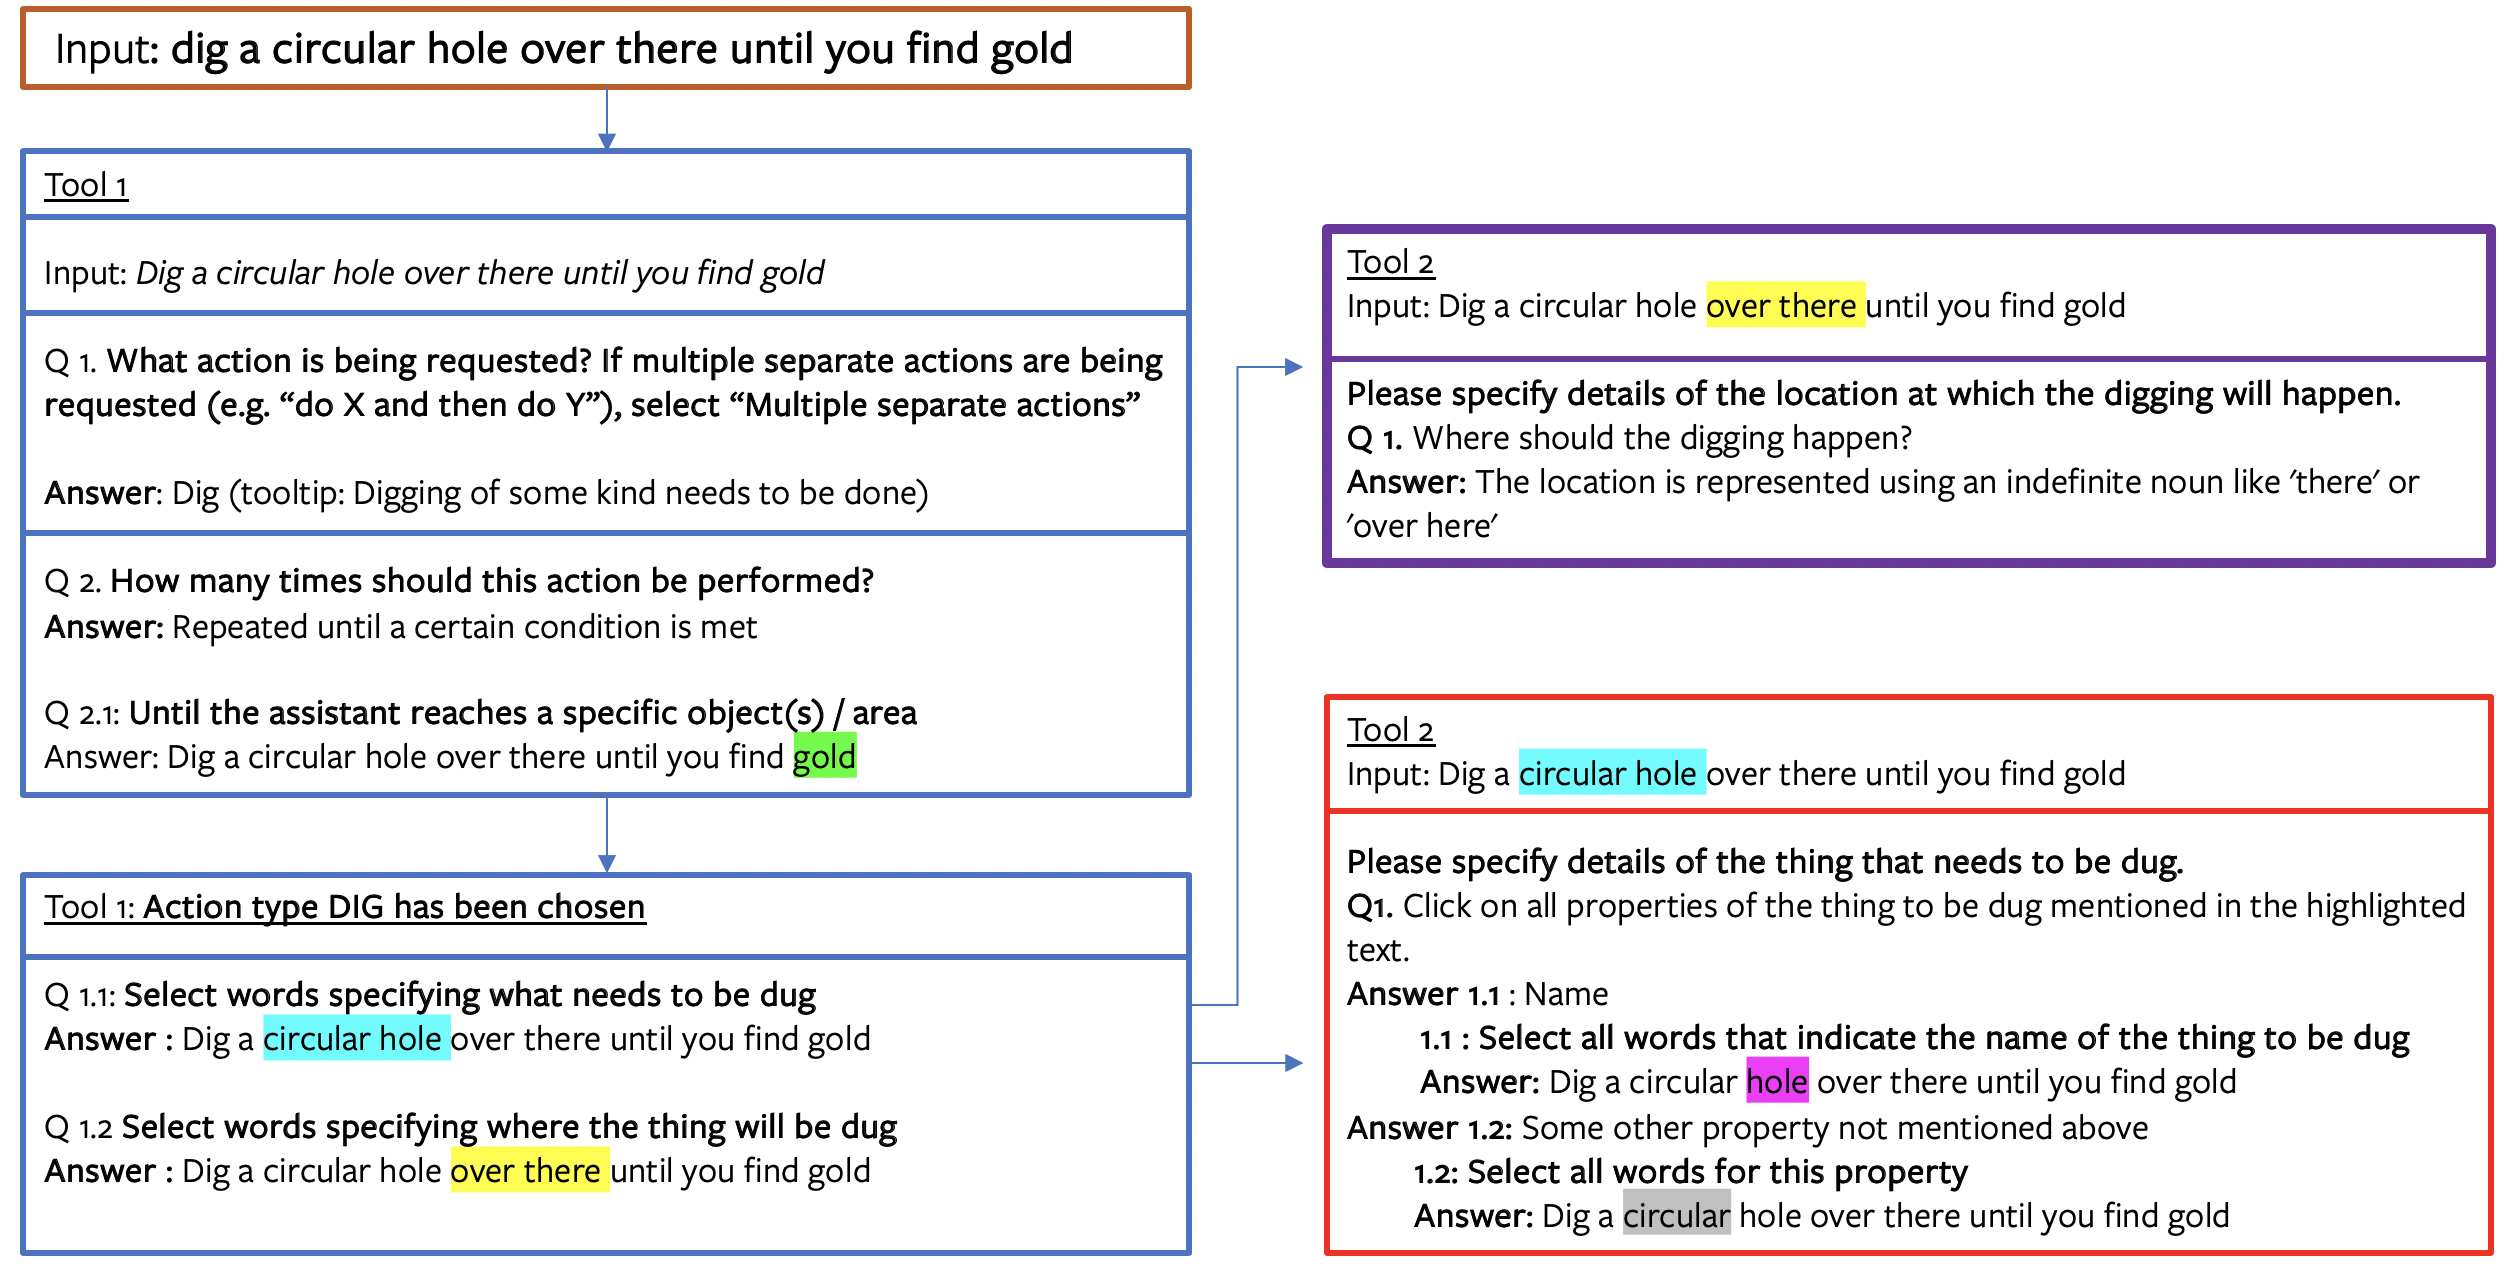 Input: dig a circular hole over there until you find gold
Tool 1
Input: Dig a circular hole over there until you find gold
Q 1. What action is being requested? If multiple separate actions are being
requested (e.g. “do X and then do Y”), select “Multiple separate actions”
Answer: Dig (tooltip: Digging of some kind needs to be done)
Q 2. How many times should this action be performed?
Answer: Repeated until a certain condition is met
Q 2.1: Until the assistant reaches a specific object(s) / area
Answer: Dig a circular hole over there until you find gold
Tool 1: Action type DIG has been chosen
Q 1.1: Select words specifying what needs to be dug
Answer : Dig a circular hole over there until you find gold
Q 1.2 Select words specifying where the thing will be dug
Answer : Dig a circular hole over there until you find gold
Tool 2
Input: Dig a circular hole over there until you find gold
Please specify details of the location at which the digging will happen.
Q 1. Where should the digging happen?
Answer: The location is represented using an indefinite noun like 'there' or
'over here'
Tool 2
Input: Dig a circular hole over there until you find gold
Please specify details of the thing that needs to be dug.
Q1. Click on all properties of the thing to be dug mentioned in the highlighted
text.
Answer 1.1 : Name
1.1 : Select all words that indicate the name of the thing to be dug
Answer: Dig a circular hole over there until you find gold
Answer 1.2: Some other property not mentioned above
1.2: Select all words for this property
Answer: Dig a circular hole over there until you find gold